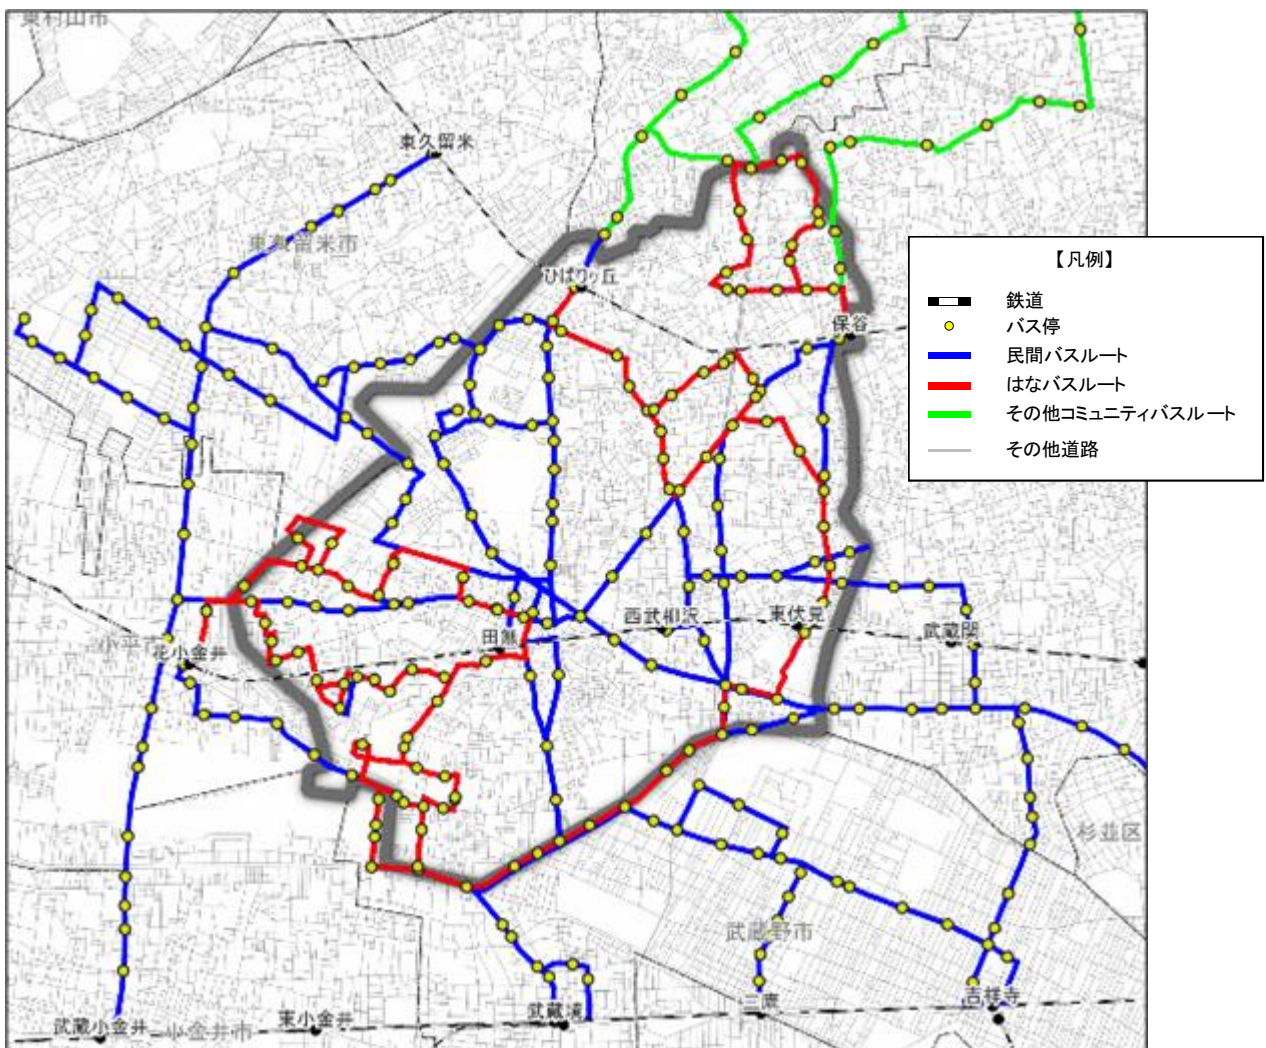 東村山市
東久留米
東久留米市
ひばりヶ丘
【凡例】
鉄道
バス停
民間バスルート
はなバスルート
その他コミュニティバスルート
その他道路
保谷
西武柳沢
東伏見
武蔵関
田無
小平市
花小金井
杉並区
武蔵野市
吉祥寺
三鷹
武蔵境
東小金井
武蔵小金井
小金井市